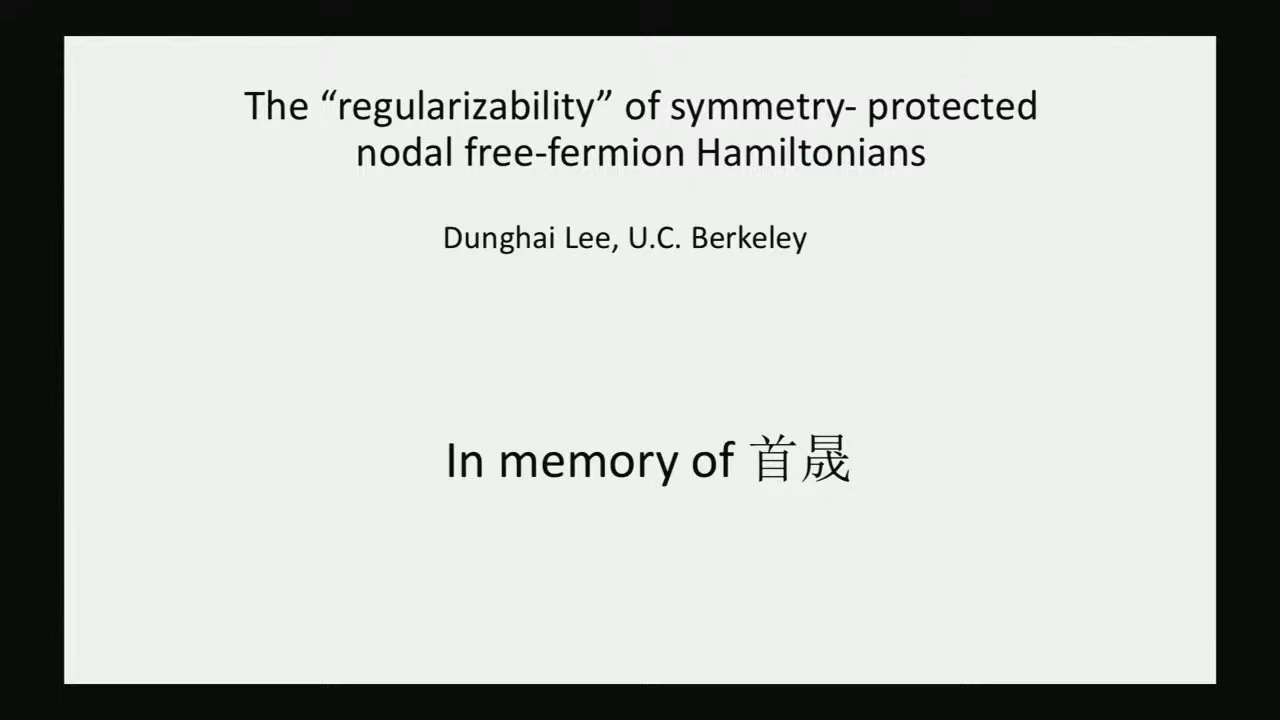 The “regularizability” of symmetry- protected
nodal free-fermion Hamiltonians
Dunghai Lee, U.C. Berkeley
In memory of 首晟